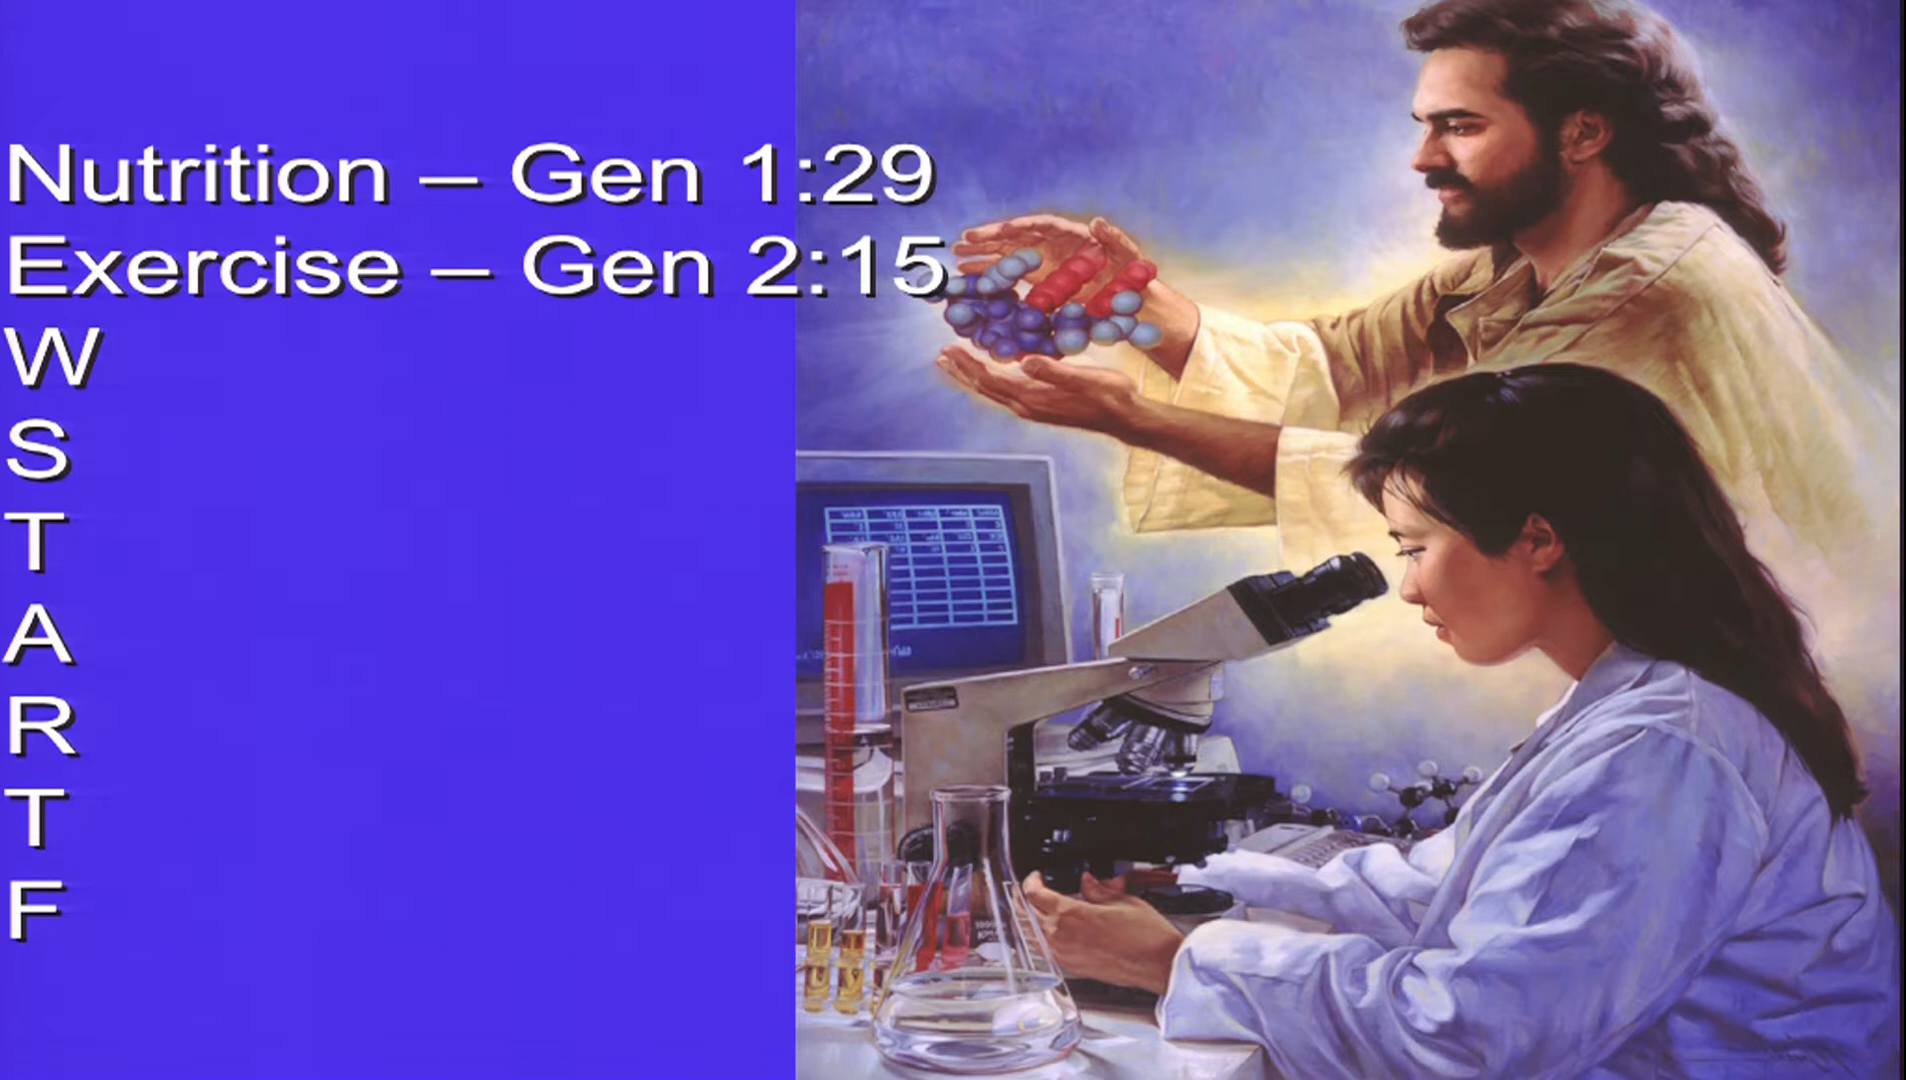 Nutrition – Gen 1:29
Exercise – Gen 2:15
W
S
T
A
R
T
F